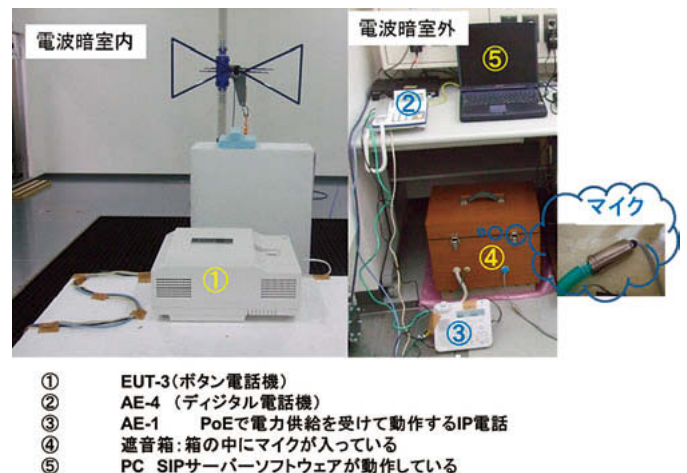 電波暗室内
電波暗室外
①
②
③
④
⑤
マイク
① EUT-3(ボタン電話機)
② AE-4 (ディジタル電話機)
③ AE-1 PoEで電力供給を受けて動作するIP電話
④ 遮音箱:箱の中にマイクが入っている
⑤ PC SIPサーバーソフトウェアが動作している